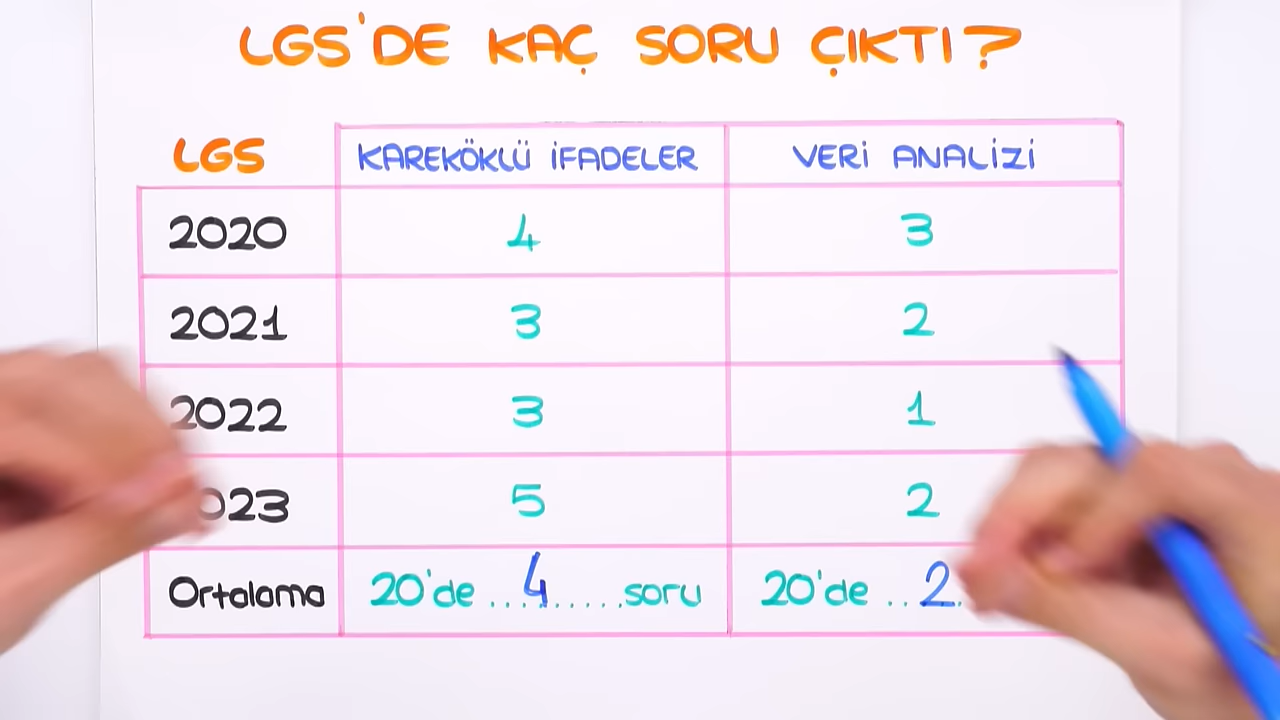 LGS'DE KAÇ SORU ÇIKTI?
LGS KAREKÖKLÜ İFADELER VERİ ANALİZİ
2020 4 3
2021 3 2
2022 3 1
2023 5 2
Ortalama 20'de ....4.....soru 20'de ..2.